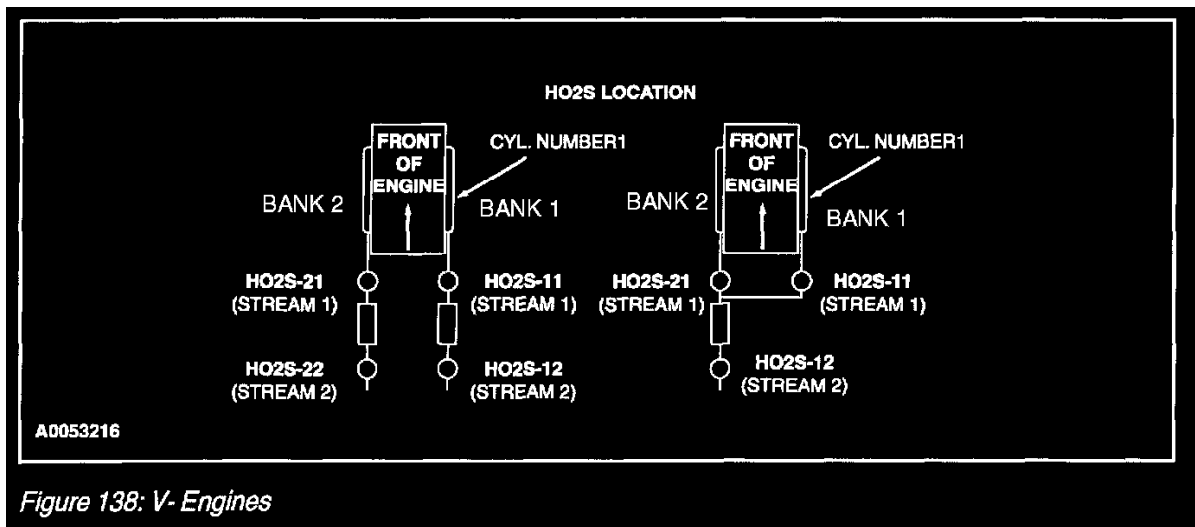 HO2S LOCATION
FRONT
OF
ENGINE
CYL. NUMBER1
BANK 2
BANK 1
HO2S-21
(STREAM 1)
HO2S-11
(STREAM 1)
HO2S-22
(STREAM 2)
HO2S-12
(STREAM 2)
FRONT
OF
ENGINE
CYL. NUMBER1
BANK 2
BANK 1
HO2S-21
(STREAM 1)
HO2S-11
(STREAM 1)
HO2S-12
(STREAM 2)
A0053216
Figure 138: V- Engines